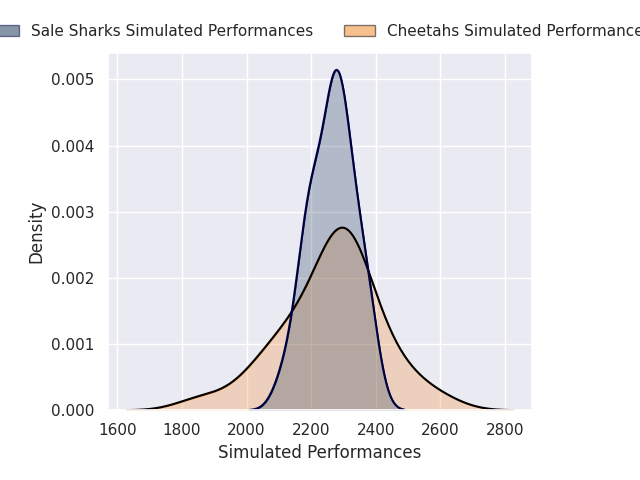 Sale Sharks Simulated Performances
Cheetahs Simulated Performance
0.005
0.004
0.003
0.002
0.001
0.000
Density
1600 1800 2000 2200 2400 2600 2800
Simulated Performances